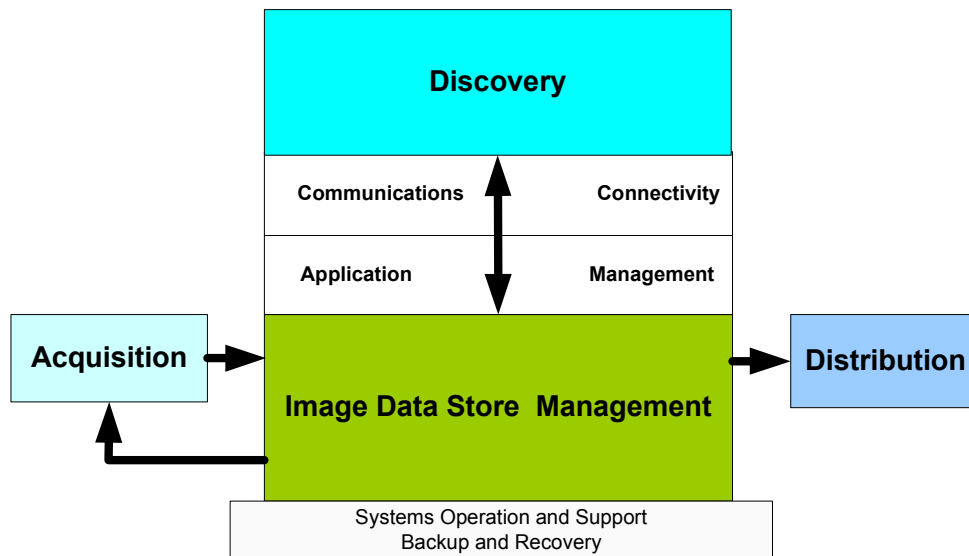 Discovery
Communications Connectivity
Application Management
Acquisition
Image Data Store Management
Distribution
Systems Operation and Support
Backup and Recovery